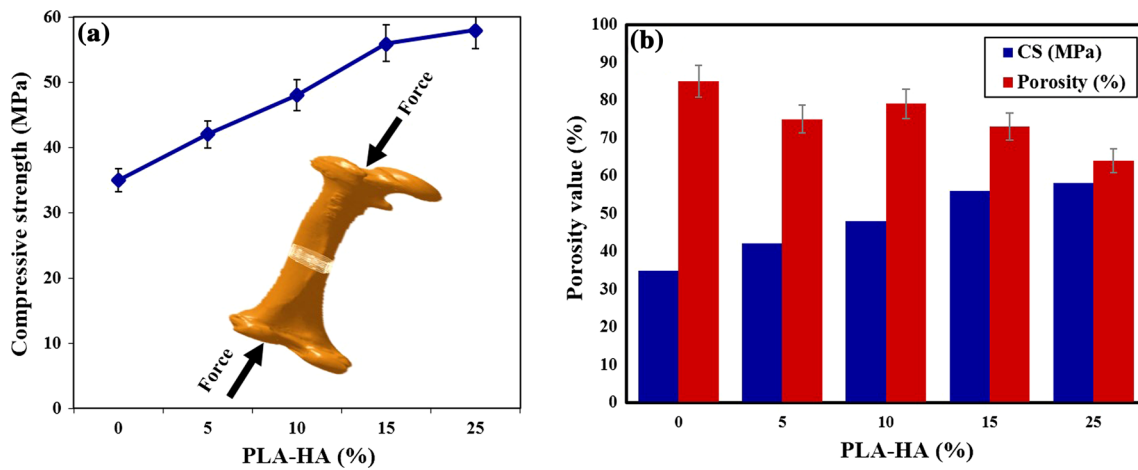 (a)
Compressive strength (MPa)
60
50
40
30
20
10
0
Force
Force
0 5 10 15 25
PLA-HA (%)
(b)
CS (MPa)
Porosity (%)
Porosity value (%)
100
90
80
70
60
50
40
30
20
10
0
0 5 10 15 25
PLA-HA (%)